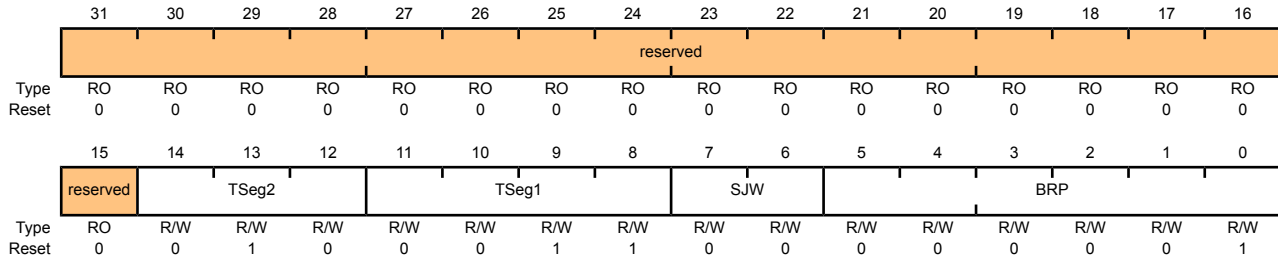 31 30 29 28 27 26 25 24 23 22 21 20 19 18 17 16
reserved
Type RO RO RO RO RO RO RO RO RO RO RO RO RO RO RO RO
Reset 0 0 0 0 0 0 0 0 0 0 0 0 0 0 0 0
15 14 13 12 11 10 9 8 7 6 5 4 3 2 1 0
reserved TSeg2 TSeg1 SJW BRP
Type RO R/W R/W R/W R/W R/W R/W R/W R/W R/W R/W R/W R/W R/W R/W R/W
Reset 0 0 1 0 0 0 1 1 0 0 0 0 0 0 0 1